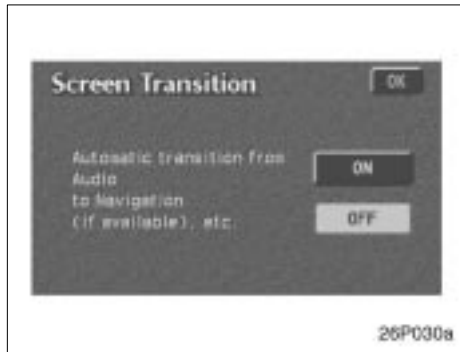 Screen Transition
OK
Automatic transition from
Audio
to Navigation
(if available), etc.
ON
OFF
26P030a